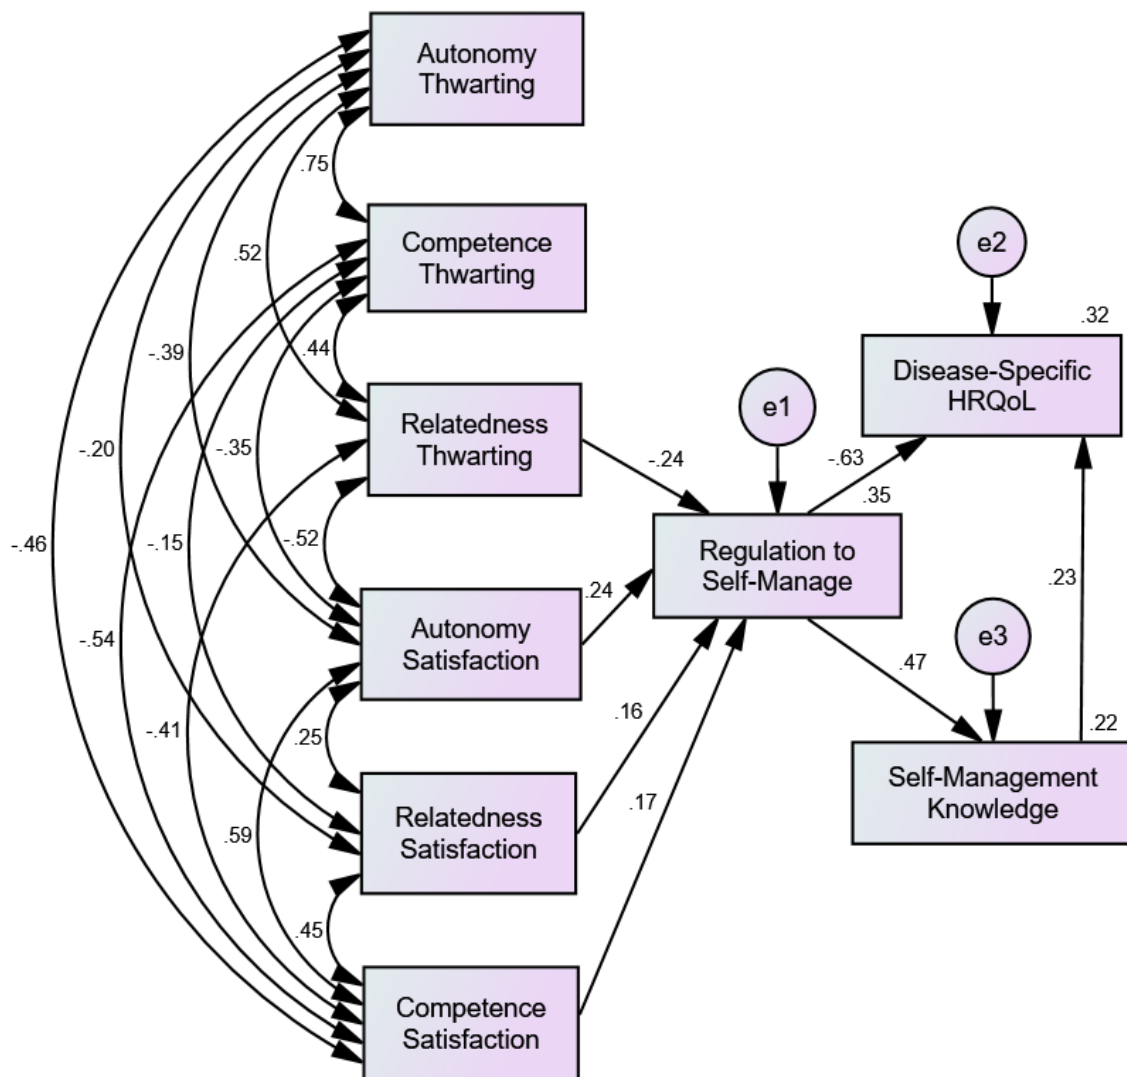 Autonomy
Thwarting
.75
Competence
Thwarting
.52
e2
.32
-.39
.44
Disease-Specific
HRQoL
e1
Relatedness
Thwarting
-.20
-.35
-.24
-.63
.35
-.46
-.15
-.52
Regulation to
Self-Manage
.24
.23
Autonomy
Satisfaction
e3
-.54
.47
-.41
.25
.16
.22
Self-Management
Knowledge
.17
Relatedness
Satisfaction
.59
.45
Competence
Satisfaction